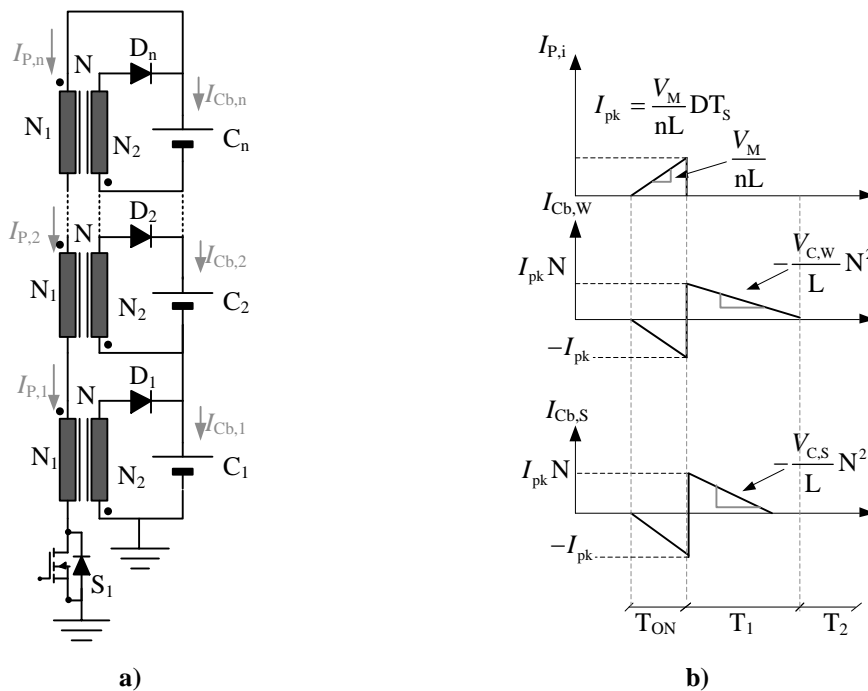 I_P,n
N
D_n
I_Cb,n
N_1
N_2
C_n
I_P,2
N
D_2
I_Cb,2
N_1
N_2
C_2
I_P,1
N
D_1
I_Cb,1
N_1
N_2
C_1
S_1
a)
I_P,i
I_pk = V_M/nL DT_S
V_M/nL
I_Cb,W
I_pk N
−I_pk
−V_C,W/L N²
I_Cb,S
I_pk N
−I_pk
−V_C,S/L N²
T_ON
T_1
T_2
b)